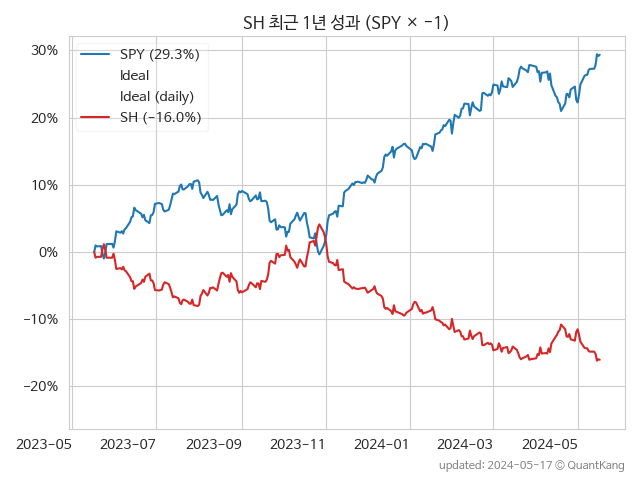 SH 최근 1년 성과 (SPY × −1)
30%
20%
10%
0%
−10%
−20%
SPY (29.3%)
Ideal
Ideal (daily)
SH (−16.0%)
2023−05
2023−07
2023−09
2023−11
2024−01
2024−03
2024−05
updated: 2024−05−17 © QuantKang